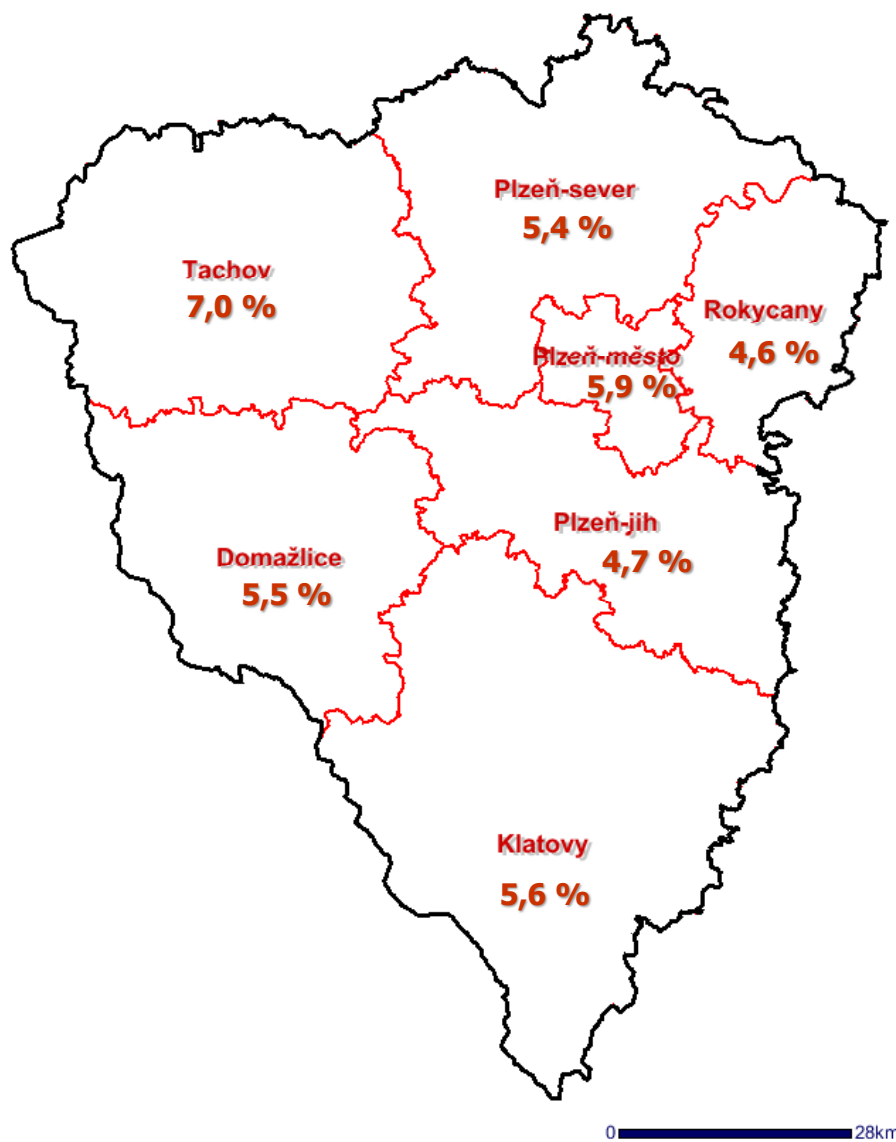 Plzeň-sever
5,4 %
Tachov
7,0 %
Rokycany
4,6 %
Plzeň-město
5,9 %
Plzeň-jih
4,7 %
Domažlice
5,5 %
Klatovy
5,6 %
0 28km